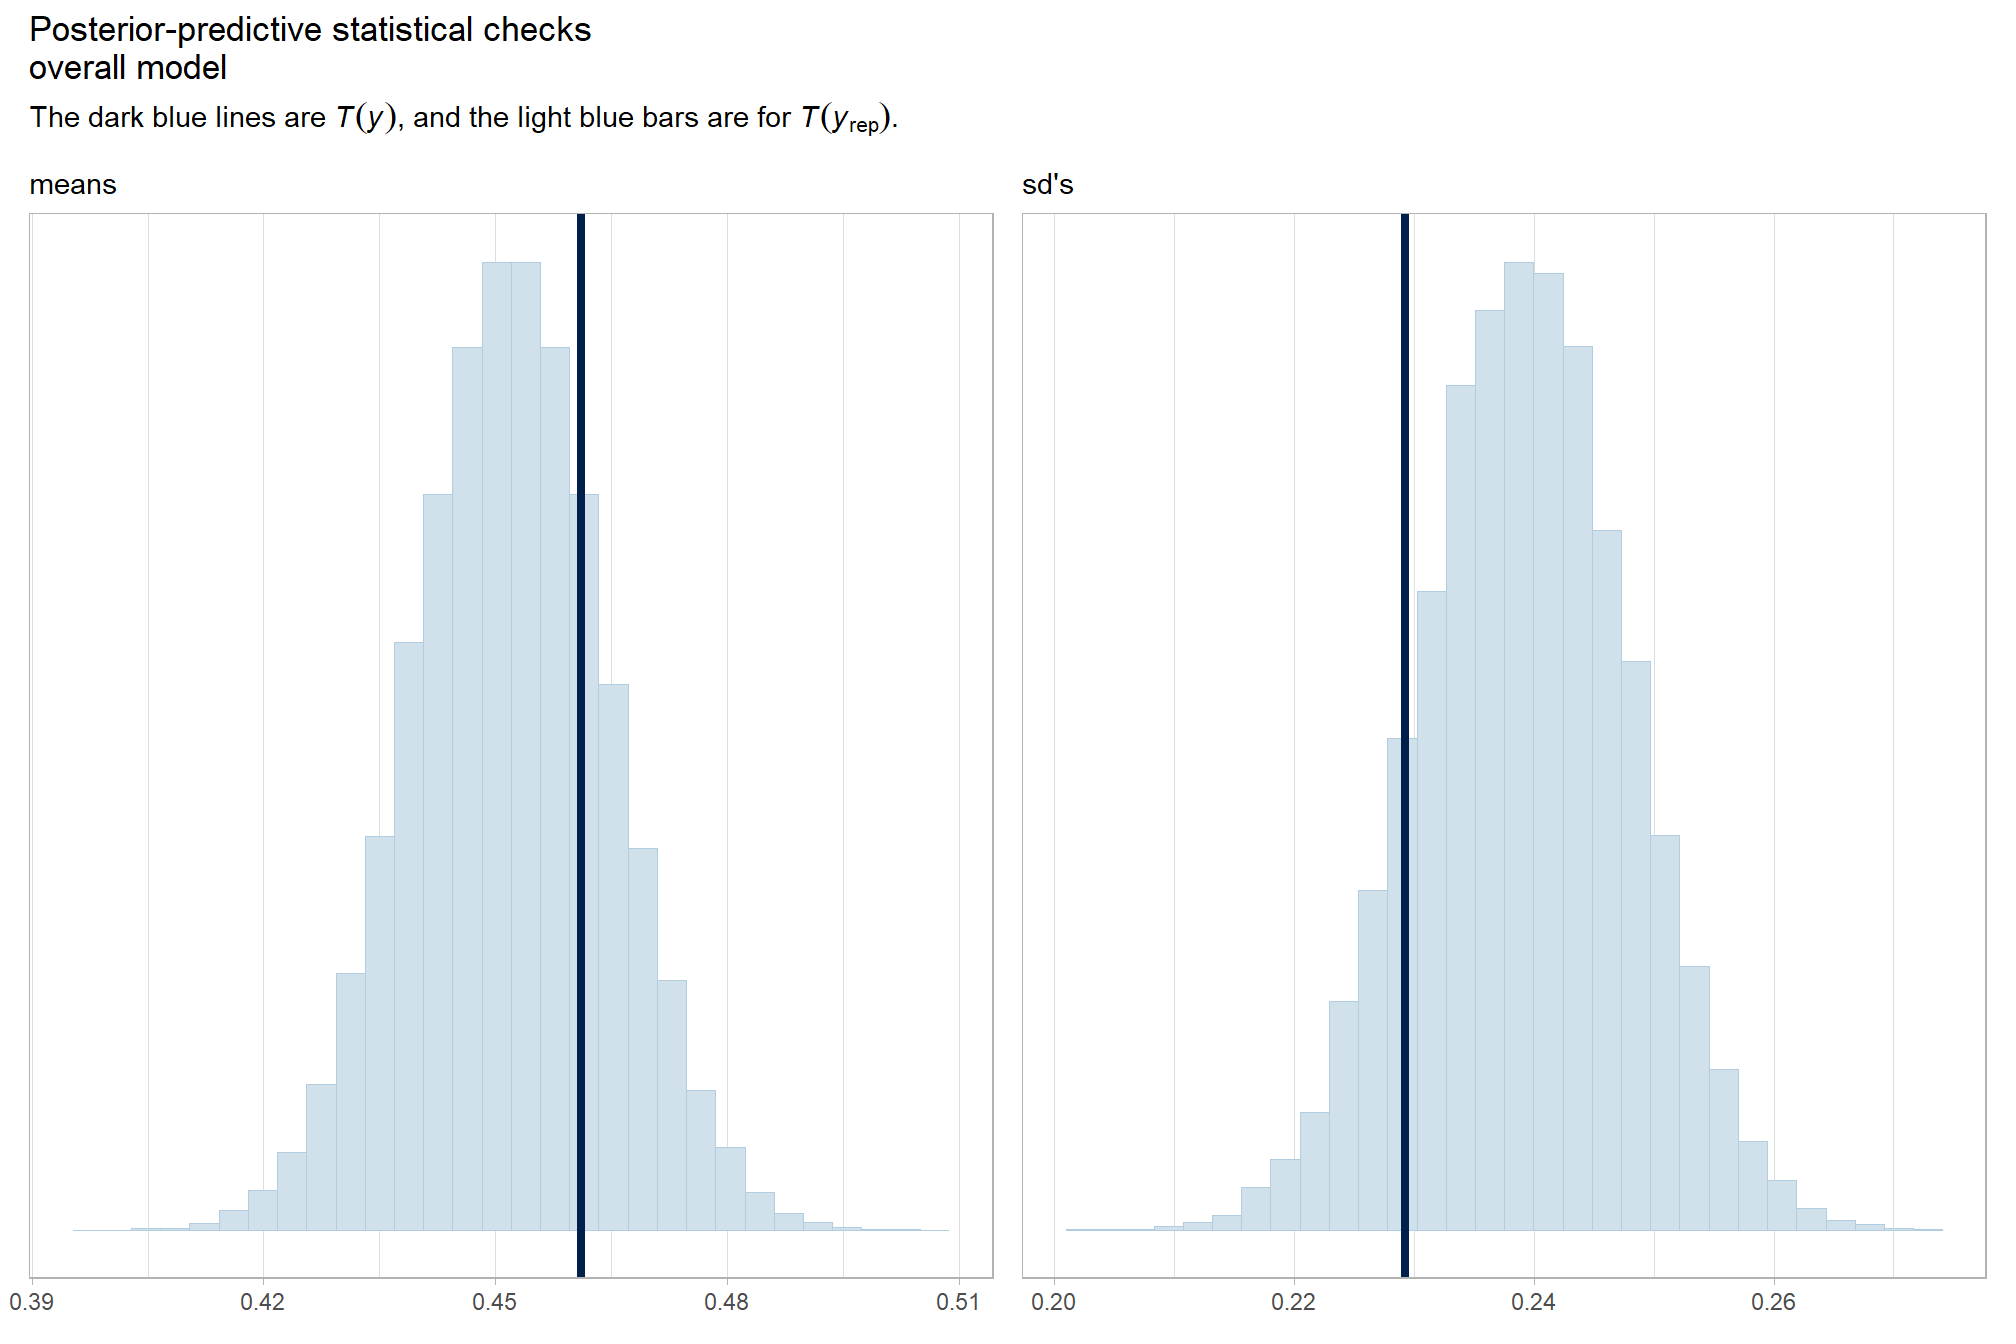 Posterior-predictive statistical checks
overall model
The dark blue lines are T(y), and the light blue bars are for T(y_rep).
means
sd's
0.39 0.42 0.45 0.48 0.51
0.20 0.22 0.24 0.26